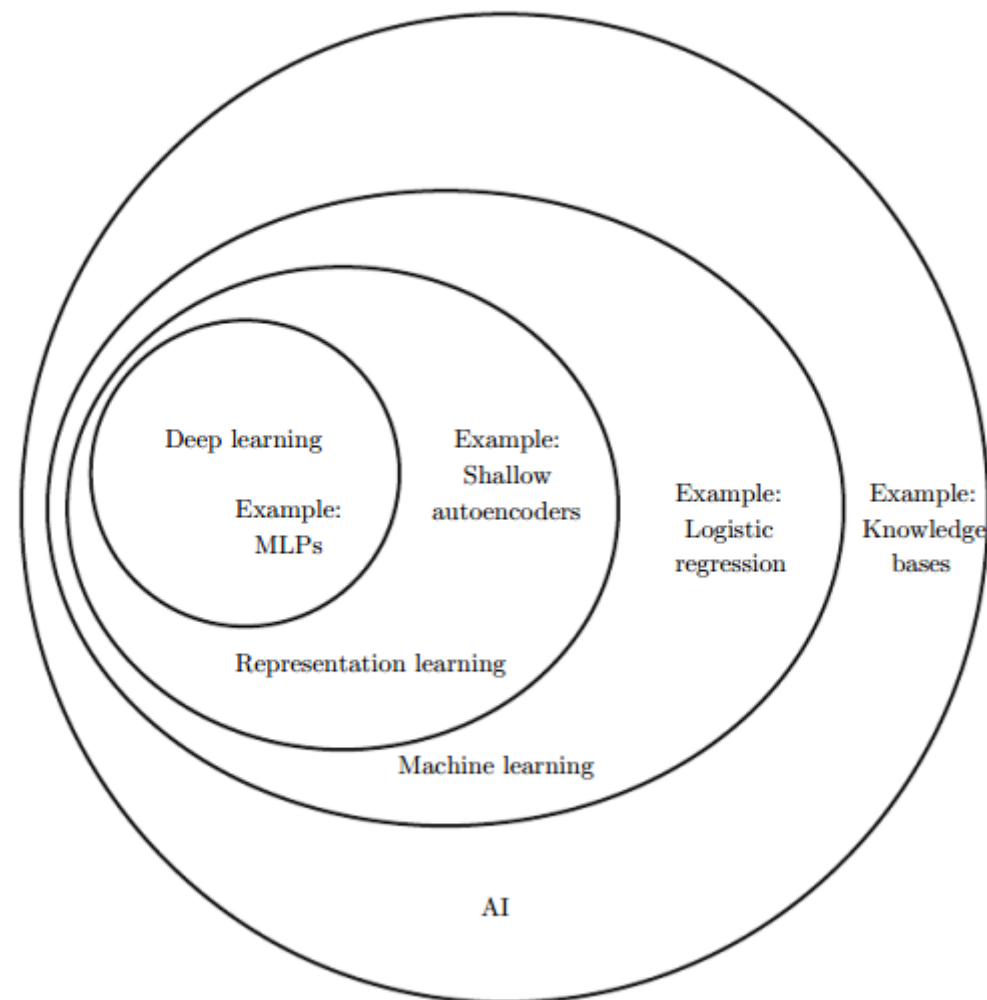 Deep learning
Example:
MLPs
Example:
Shallow
autoencoders
Example:
Logistic
regression
Example:
Knowledge
bases
Representation learning
Machine learning
AI